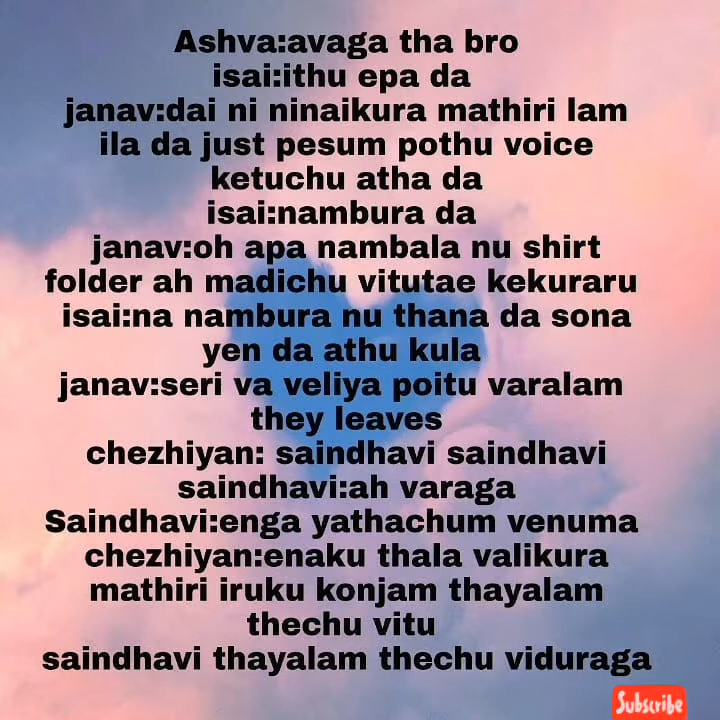 Ashva:avaga tha bro
isai:ithu epa da
janav:dai ni ninaikura mathiri lam
ila da just pesum pothu voice
ketuchu atha da
isai:nambura da
janav:oh apa nambala nu shirt
folder ah madichu vitutae kekuraru
isai:na nambura nu thana da sona
yen da athu kula
janav:seri va veliya poitu varalam
they leaves
chezhiyan: saindhavi saindhavi
saindhavi:ah varaga
Saindhavi:enga yathachum venuma
chezhiyan:enaku thala valikura
mathiri iruku konjam thayalam
thechu vitu
saindhavi thayalam thechu viduraga
Subscribe